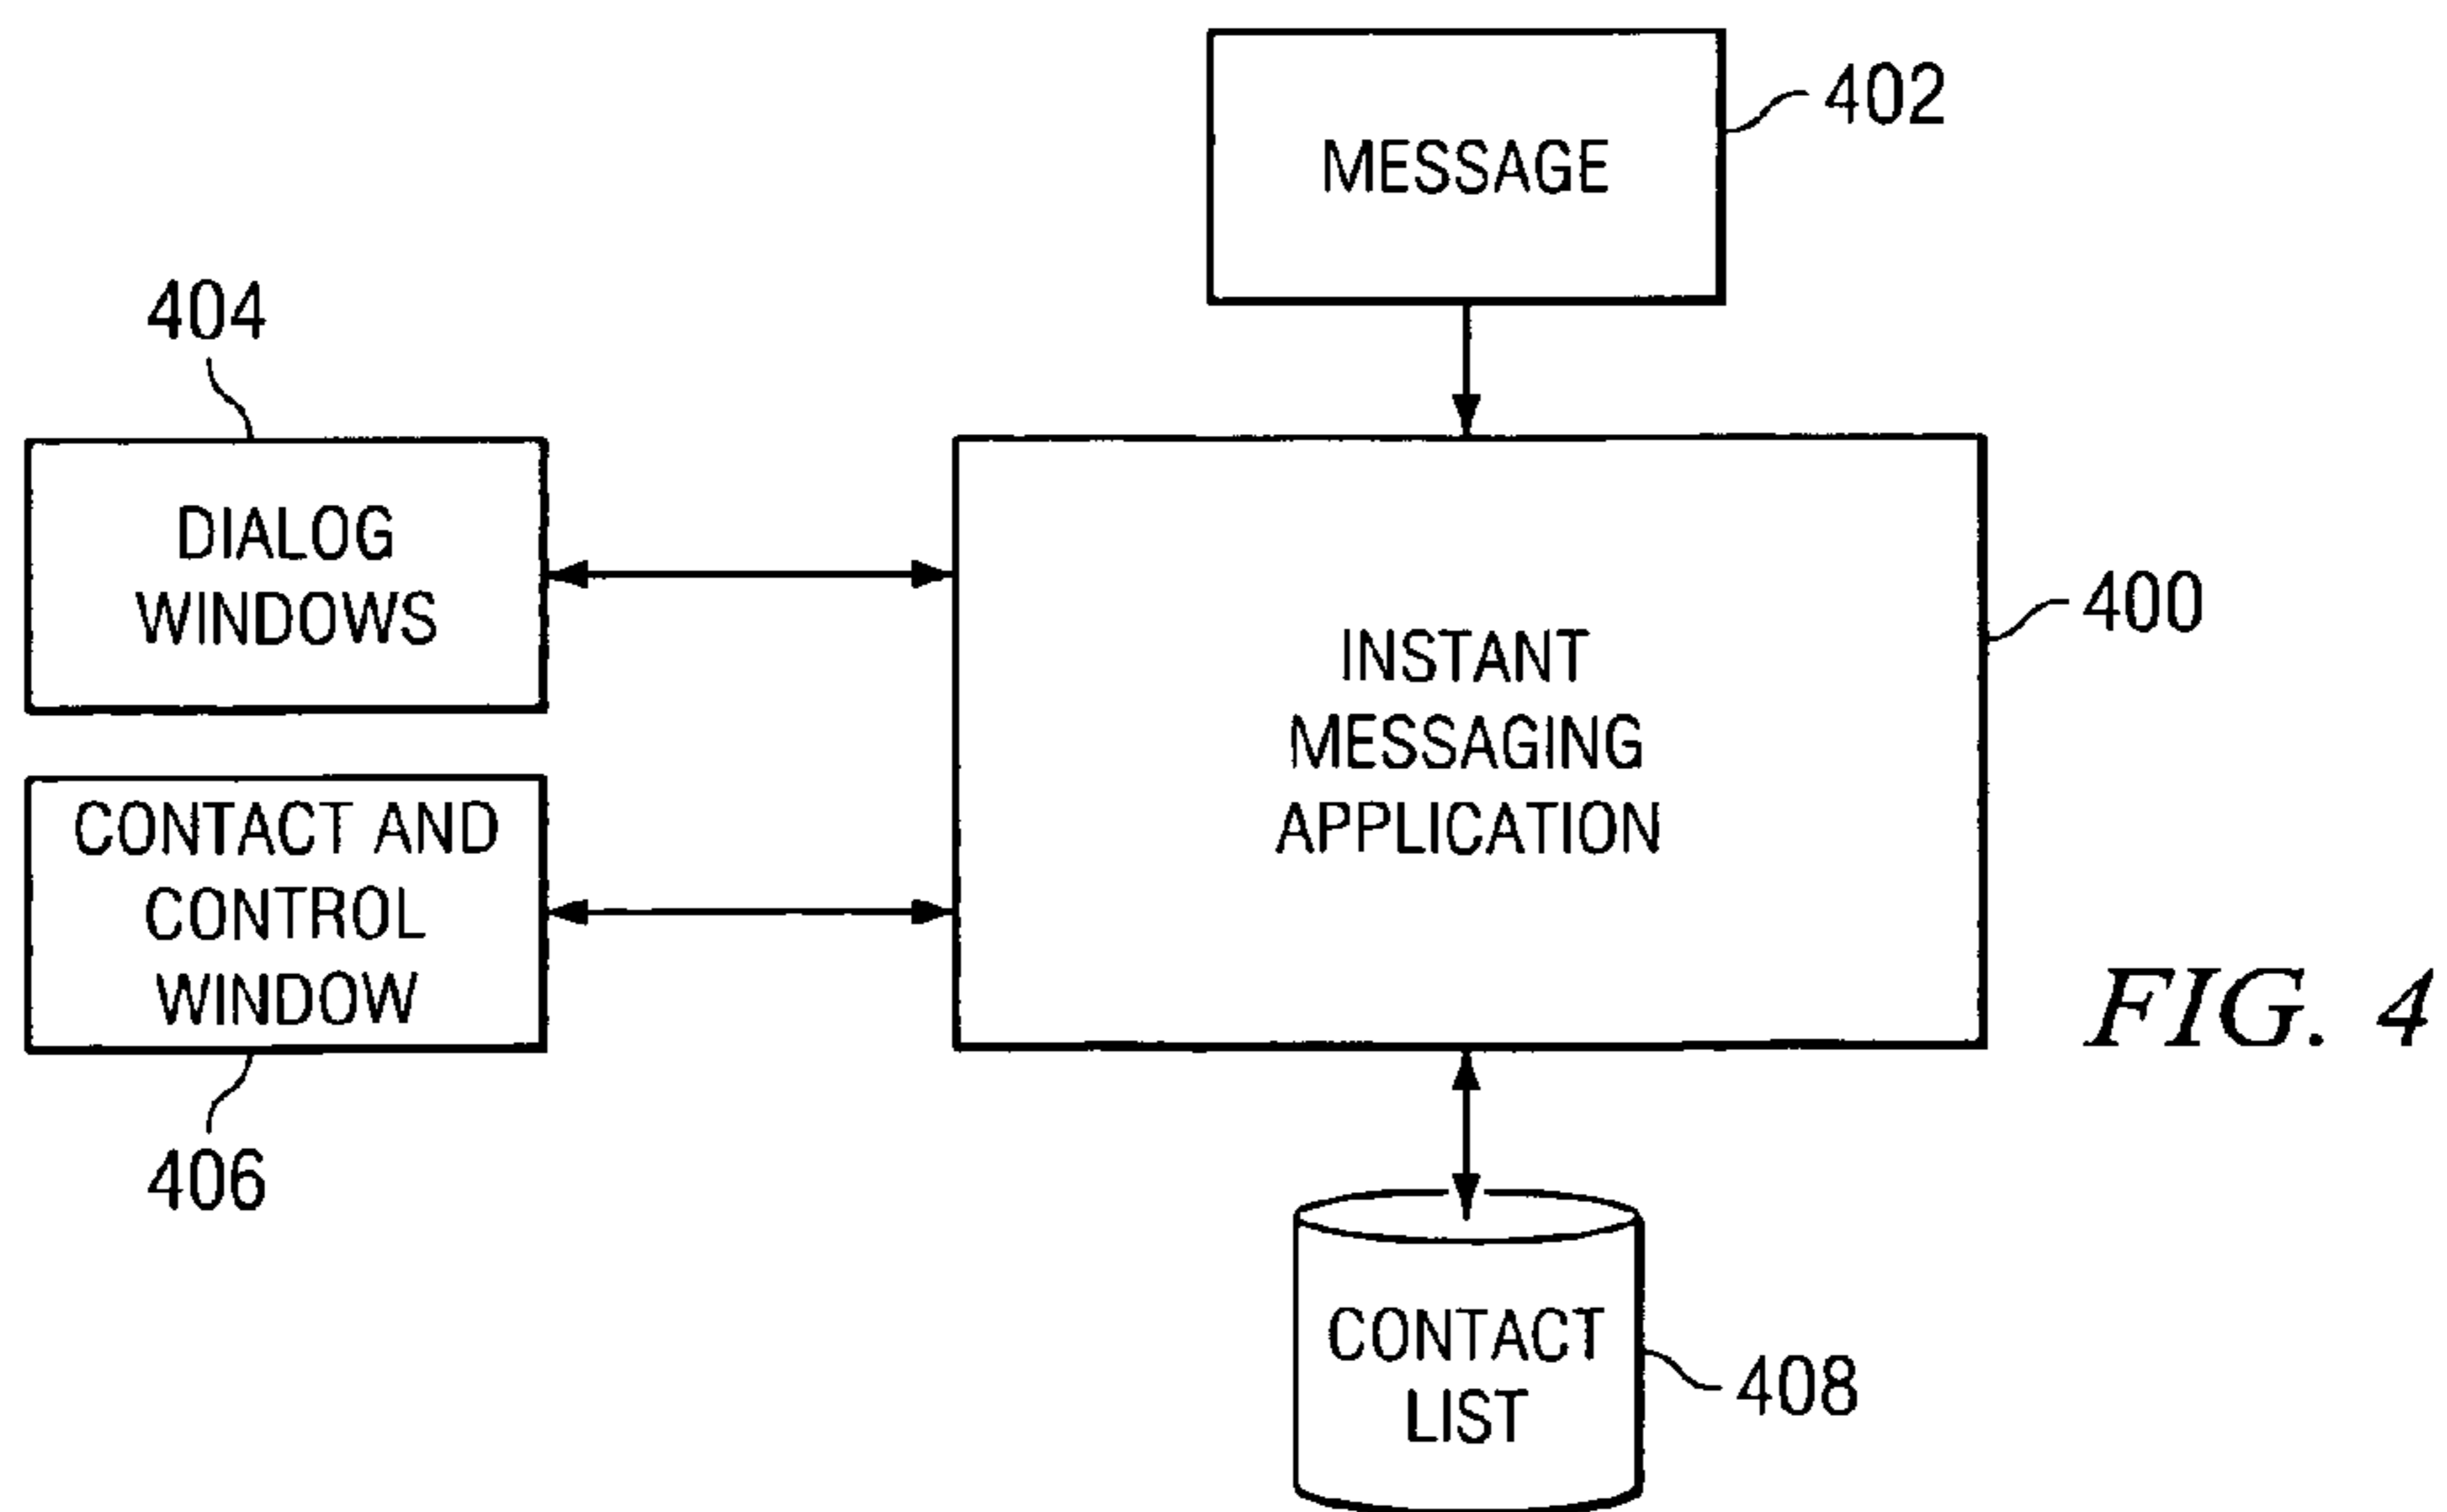 MESSAGE
402
404
DIALOG
WINDOWS
INSTANT
MESSAGING
APPLICATION
400
CONTACT AND
CONTROL
WINDOW
406
FIG. 4
CONTACT
LIST
408